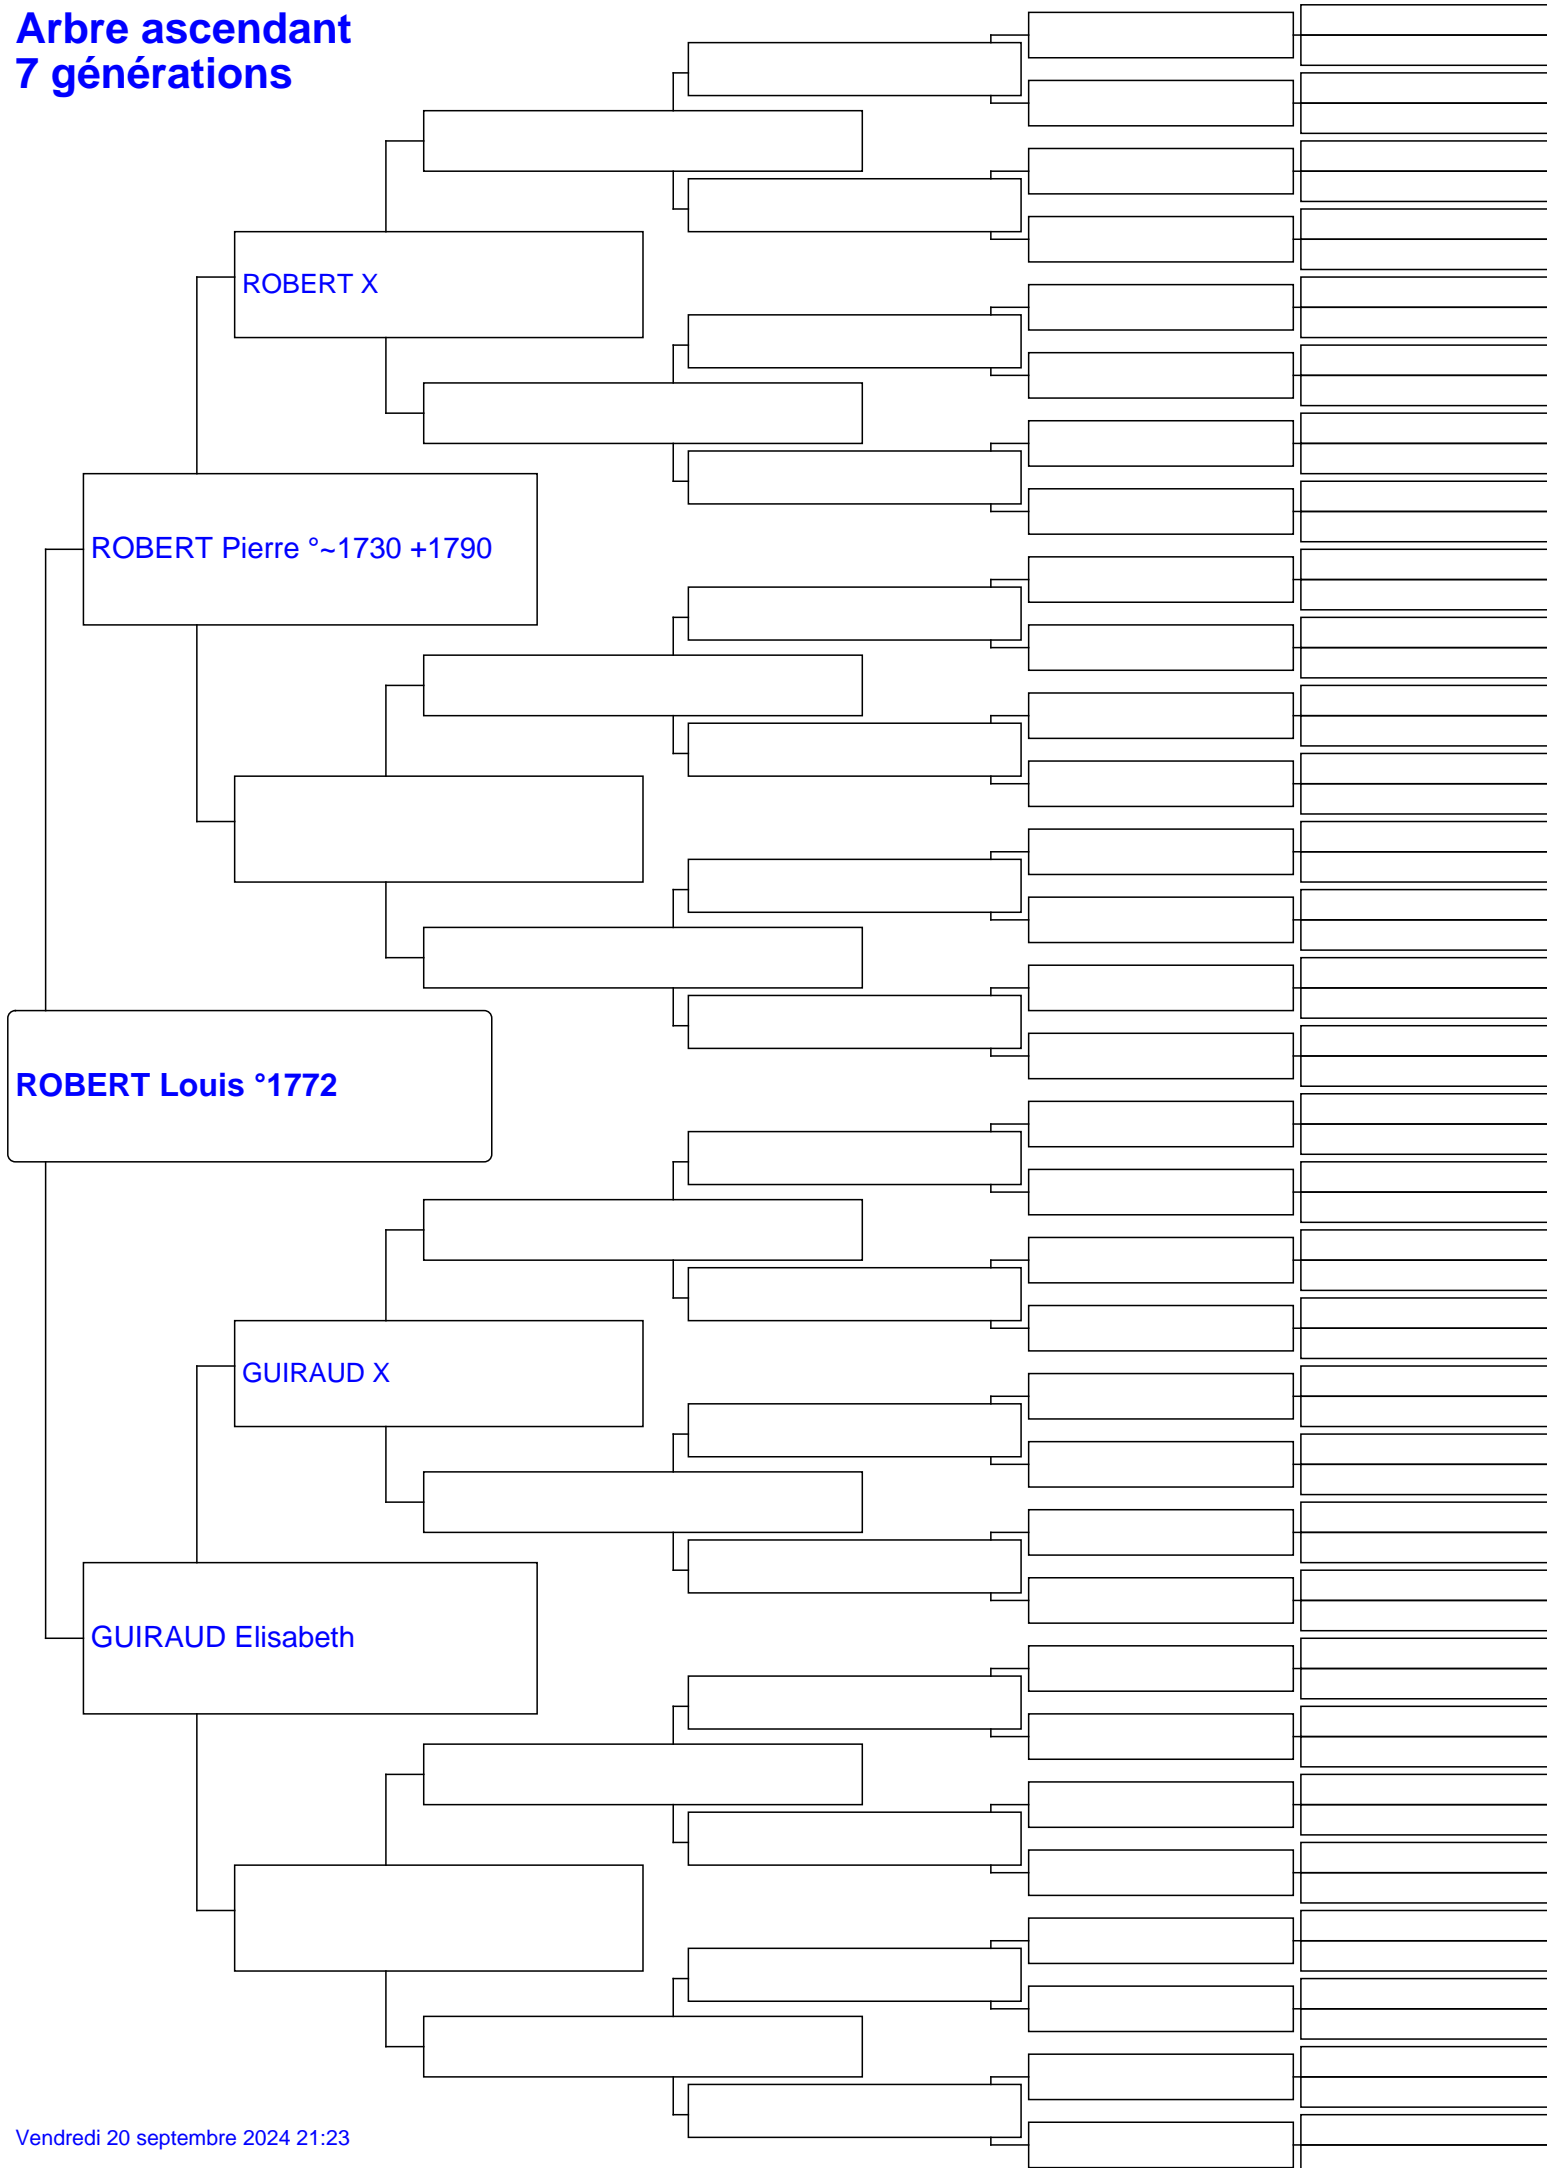 Arbre ascendant
7 générations
ROBERT X
ROBERT Pierre °~1730 +1790
ROBERT Louis °1772
GUIRAUD X
GUIRAUD Elisabeth
Vendredi 20 septembre 2024 21:23